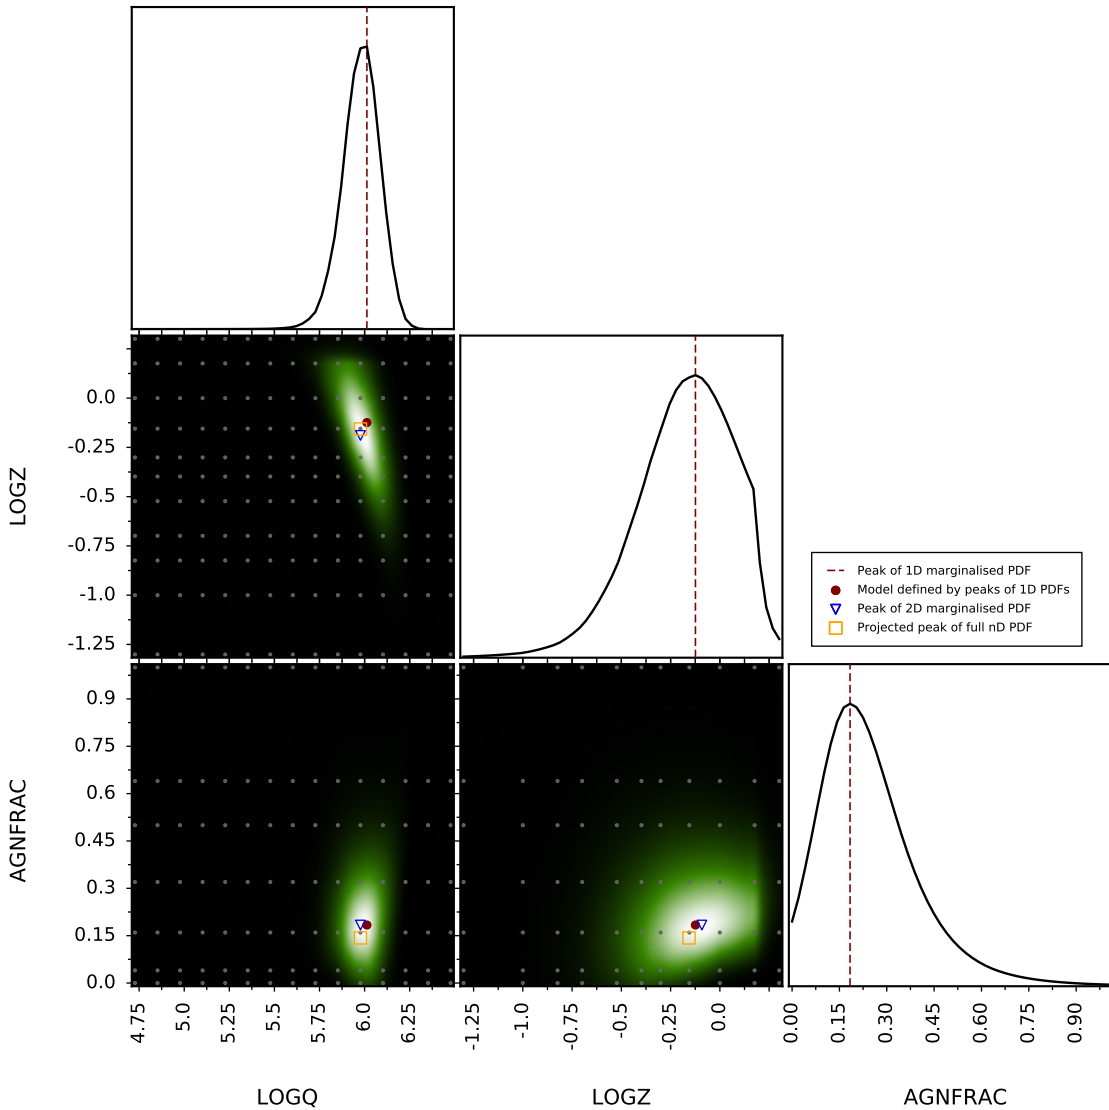 0.0
-0.25
-0.5
-0.75
-1.0
-1.25
LOGZ
Peak of 1D marginalised PDF
Model defined by peaks of 1D PDFs
Peak of 2D marginalised PDF
Projected peak of full nD PDF
0.9
0.75
0.6
0.45
0.3
0.15
0.0
AGNFRAC
4.75 5.0 5.25 5.5 5.75 6.0 6.25 -1.25 -1.0 -0.75 -0.5 -0.25 0.0 0.00 0.15 0.30 0.45 0.60 0.75 0.90
LOGQ LOGZ AGNFRAC